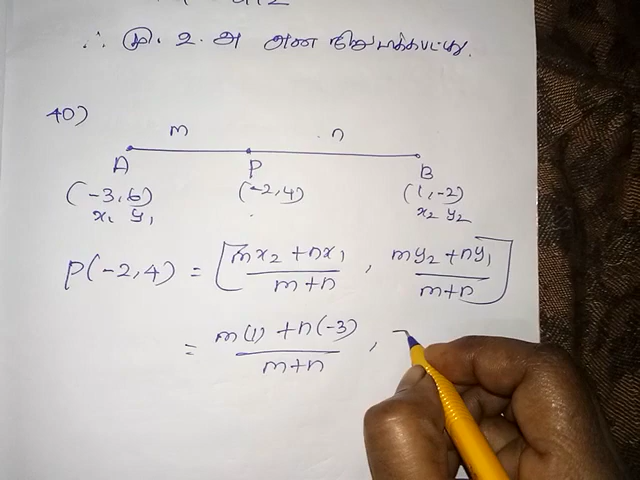 ∴ இ.வ.அ என நிரூபிக்கப்பட்டது.
40)
m n
A P B
(-3,6) (-2,4) (1,-2)
x₁ y₁ x₂ y₂
P(-2,4) = [mx₂+nx₁/m+n , my₂+ny₁/m+n]
= m(1)+n(-3)/m+n ,